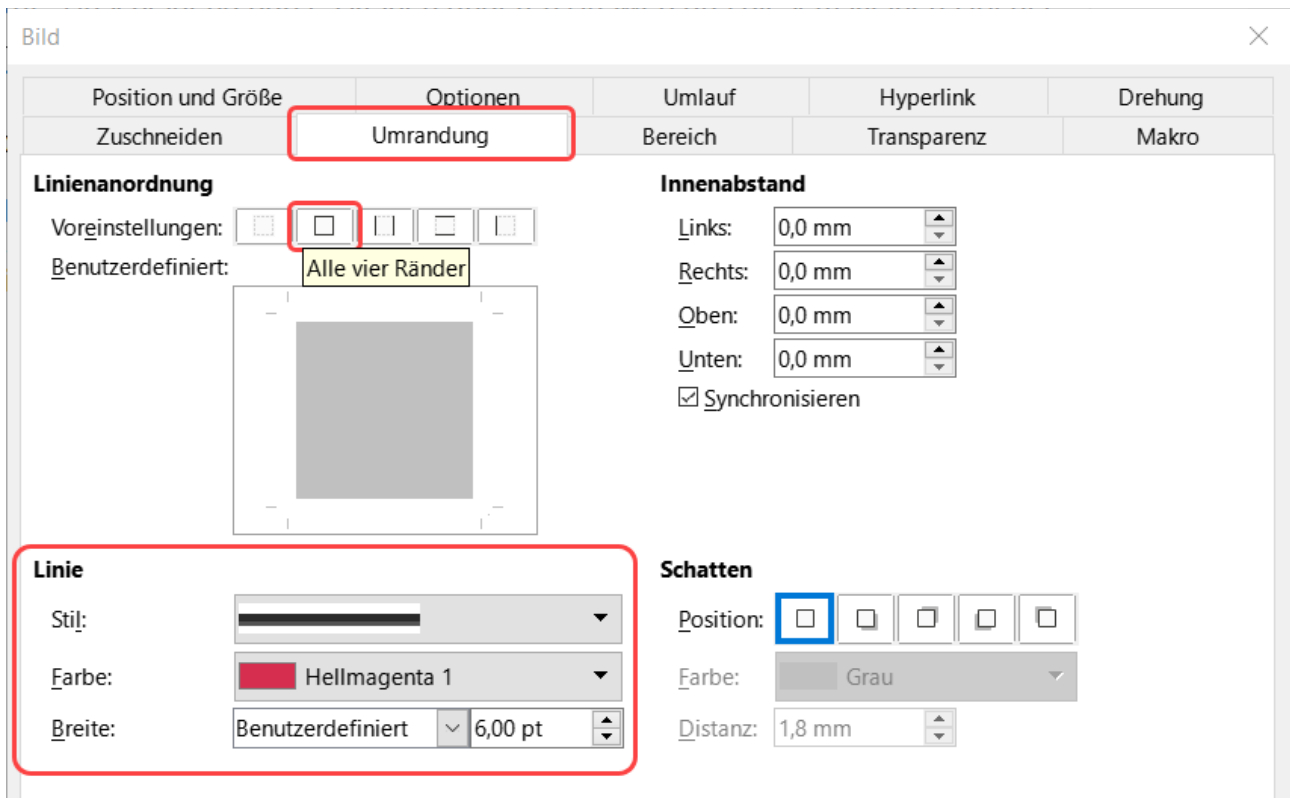 Bild
Position und Größe Optionen Umlauf Hyperlink Drehung
Zuschneiden Umrandung Bereich Transparenz Makro
Linienanordnung
Voreinstellungen:
Benutzerdefiniert:
Alle vier Ränder
Innenabstand
Links: 0,0 mm
Rechts: 0,0 mm
Oben: 0,0 mm
Unten: 0,0 mm
Synchronisieren
Linie
Stil:
Farbe: Hellmagenta 1
Breite: Benutzerdefiniert 6,00 pt
Schatten
Position:
Farbe: Grau
Distanz: 1,8 mm